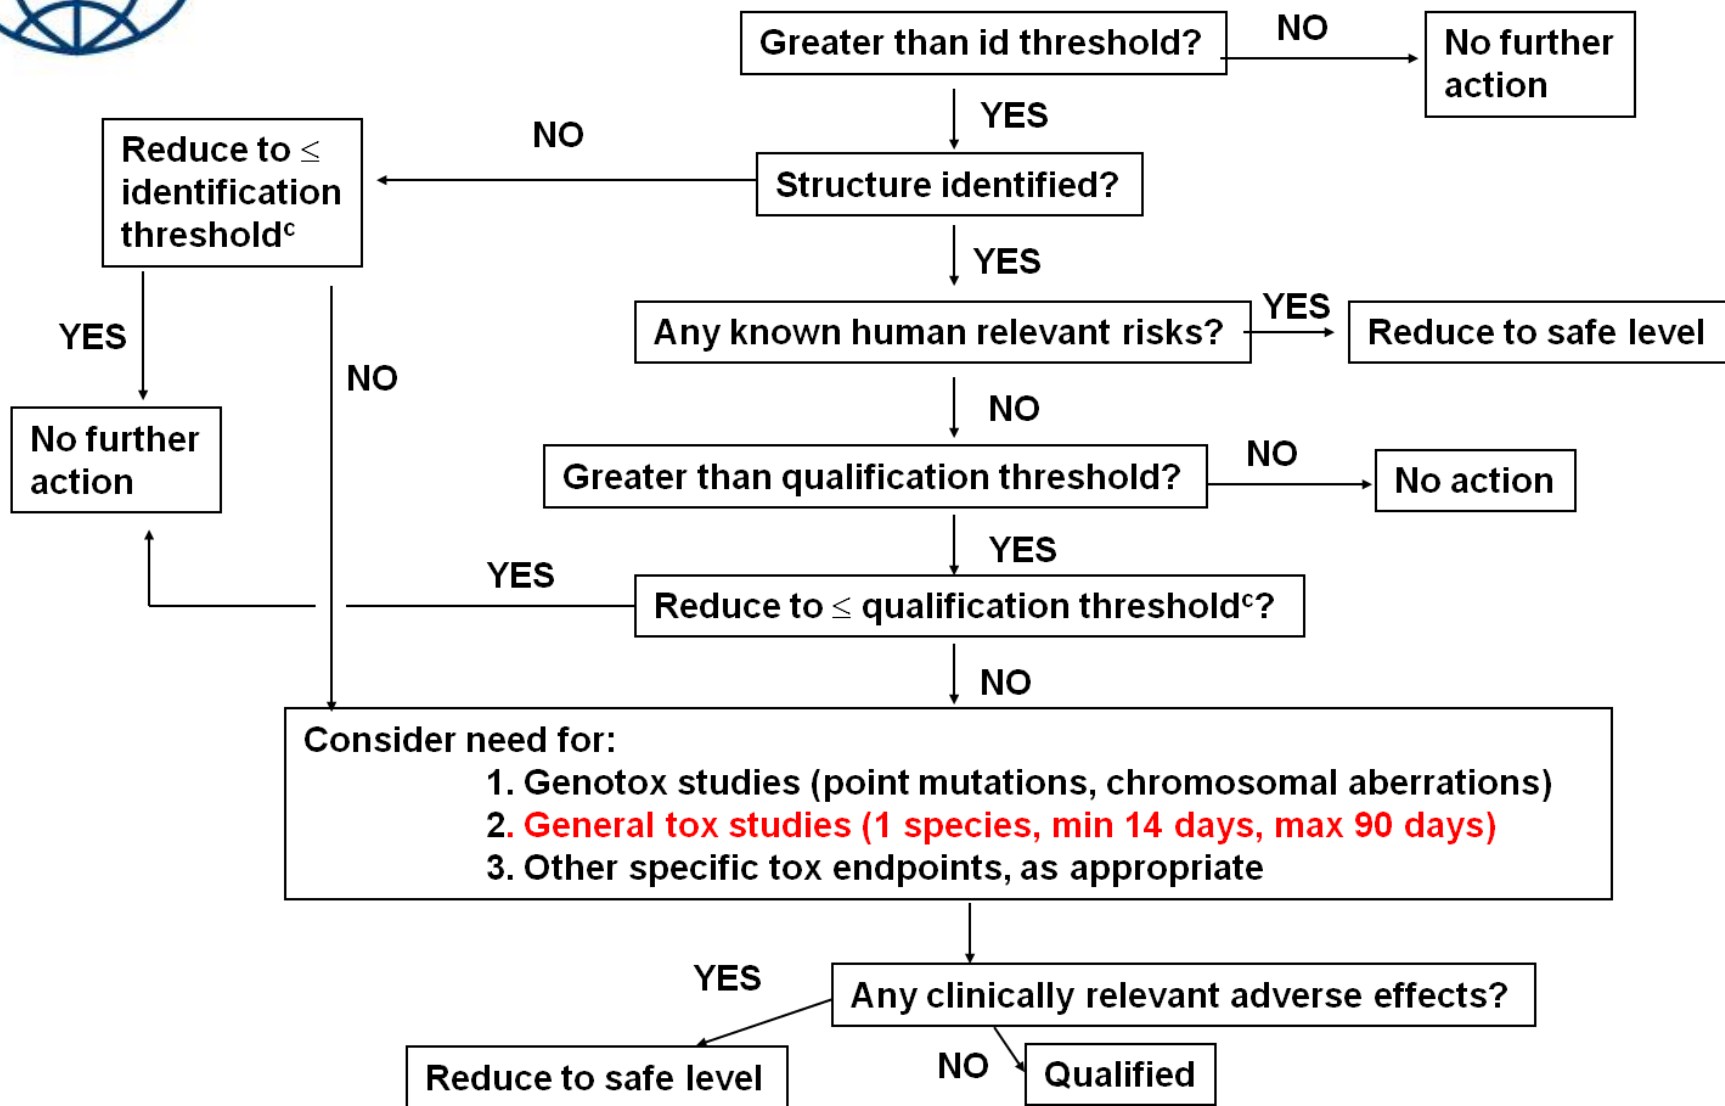 Greater than id threshold?
NO
No further
action
YES
Reduce to ≤
identification
thresholdᶜ
NO
Structure identified?
YES
Any known human relevant risks?
YES
Reduce to safe level
YES
NO
NO
No further
action
Greater than qualification threshold?
NO
No action
YES
YES
Reduce to ≤ qualification thresholdᶜ?
NO
Consider need for:
1. Genotox studies (point mutations, chromosomal aberrations)
2. General tox studies (1 species, min 14 days, max 90 days)
3. Other specific tox endpoints, as appropriate
YES
Any clinically relevant adverse effects?
Reduce to safe level
NO
Qualified